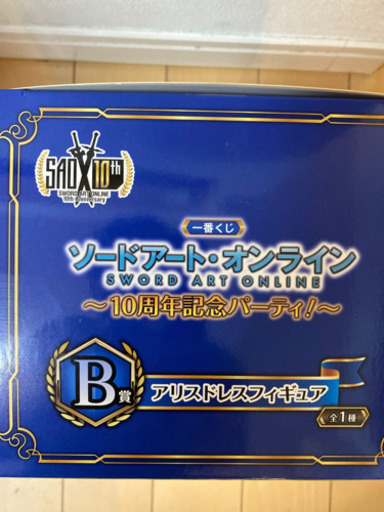 SAO 10th
SWORD ART ONLINE
10th Anniversary
一番くじ
ソードアート・オンライン
SWORD ART ONLINE
～10周年記念パーティ!～
B賞
アリスドレスフィギュア
全1種